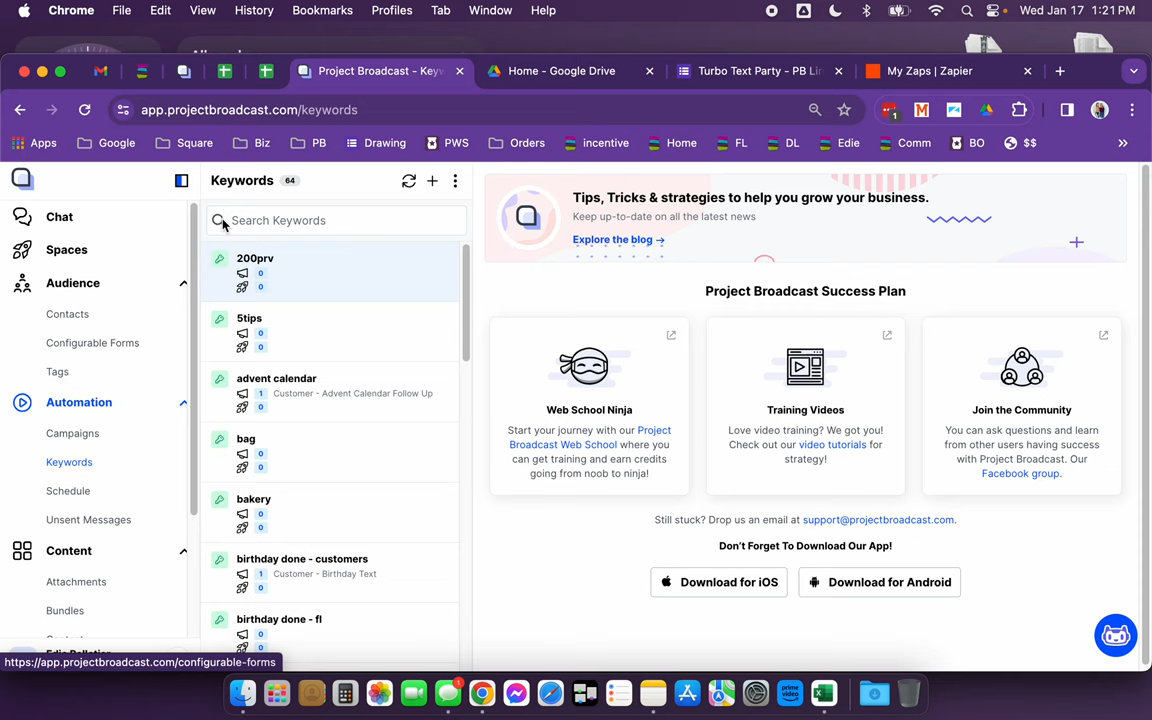 Chrome File Edit View History Bookmarks Profiles Tab Window Help Wed Jan 17 1:21 PM
Project Broadcast - Keyw Home - Google Drive Turbo Text Party - PB Lin My Zaps | Zapier
app.projectbroadcast.com/keywords 1
Apps Google Square Biz PB Drawing PWS Orders incentive Home FL DL Edie Comm BO $$
Keywords 64
Search Keywords
Chat
Spaces
Audience
Contacts
Configurable Forms
Tags
Automation
Campaigns
Keywords
Schedule
Unsent Messages
Content
Attachments
Bundles
200prv
0
0
5tips
0
0
advent calendar
1 Customer - Advent Calendar Follow Up
0
bag
0
0
bakery
0
0
birthday done - customers
1 Customer - Birthday Text
0
birthday done - fl
0
0
Tips, Tricks & strategies to help you grow your business.
Keep up-to-date on all the latest news
Explore the blog →
Project Broadcast Success Plan
Web School Ninja
Start your journey with our Project
Broadcast Web School where you
can get training and earn credits
going from noob to ninja!
Training Videos
Love video training? We got you!
Check out our video tutorials for
strategy!
Join the Community
You can ask questions and learn
from other users having success
with Project Broadcast. Our
Facebook group.
Still stuck? Drop us an email at support@projectbroadcast.com.
Don't Forget To Download Our App!
Download for iOS
Download for Android
https://app.projectbroadcast.com/configurable-forms
1
prime video